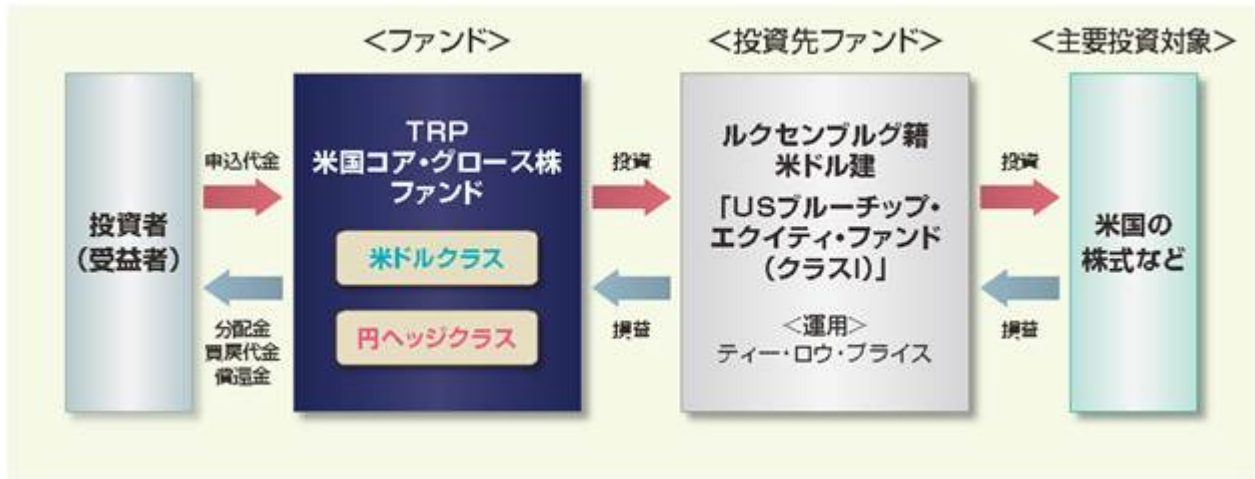 <ファンド>
<投資先ファンド>
<主要投資対象>
投資者
(受益者)
申込代金
分配金
買戻代金
償還金
TRP
米国コア・グロース株
ファンド
米ドルクラス
円ヘッジクラス
投資
損益
ルクセンブルグ籍
米ドル建
「USブルーチップ・
エクイティ・ファンド
(クラスI)」
<運用>
ティー・ロウ・プライス
投資
損益
米国の
株式など